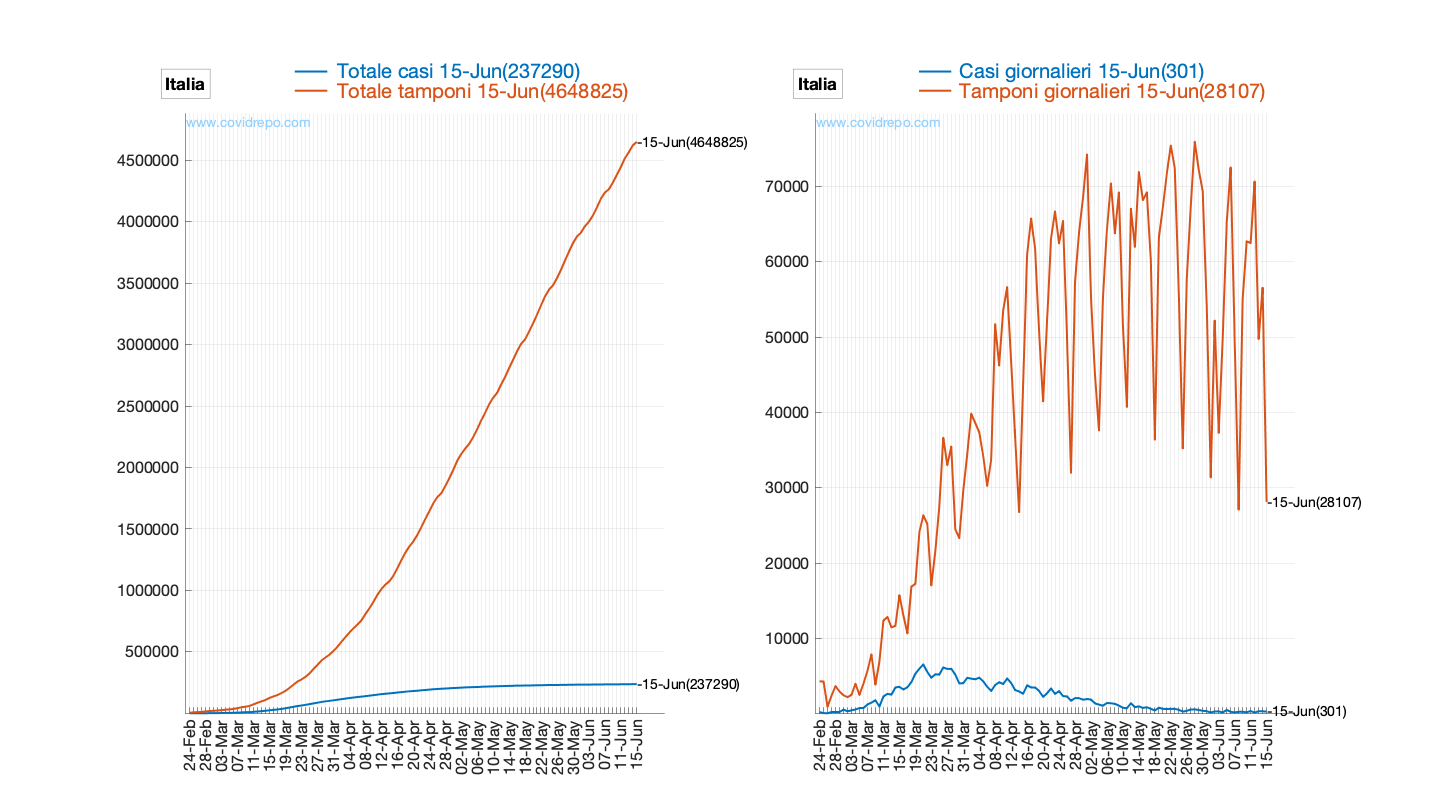 Italia
Totale casi 15-Jun(237290)
Totale tamponi 15-Jun(4648825)
www.covidrepo.com
15-Jun(4648825)
4500000
4000000
3500000
3000000
2500000
2000000
1500000
1000000
500000
15-Jun(237290)
24-Feb
28-Feb
03-Mar
07-Mar
11-Mar
15-Mar
19-Mar
23-Mar
27-Mar
31-Mar
04-Apr
08-Apr
12-Apr
16-Apr
20-Apr
24-Apr
28-Apr
02-May
06-May
10-May
14-May
18-May
22-May
26-May
30-May
03-Jun
07-Jun
11-Jun
15-Jun
Italia
Casi giornalieri 15-Jun(301)
Tamponi giornalieri 15-Jun(28107)
www.covidrepo.com
70000
60000
50000
40000
30000
15-Jun(28107)
20000
10000
15-Jun(301)
24-Feb
28-Feb
03-Mar
07-Mar
11-Mar
15-Mar
19-Mar
23-Mar
27-Mar
31-Mar
04-Apr
08-Apr
12-Apr
16-Apr
20-Apr
24-Apr
28-Apr
02-May
06-May
10-May
14-May
18-May
22-May
26-May
30-May
03-Jun
07-Jun
11-Jun
15-Jun